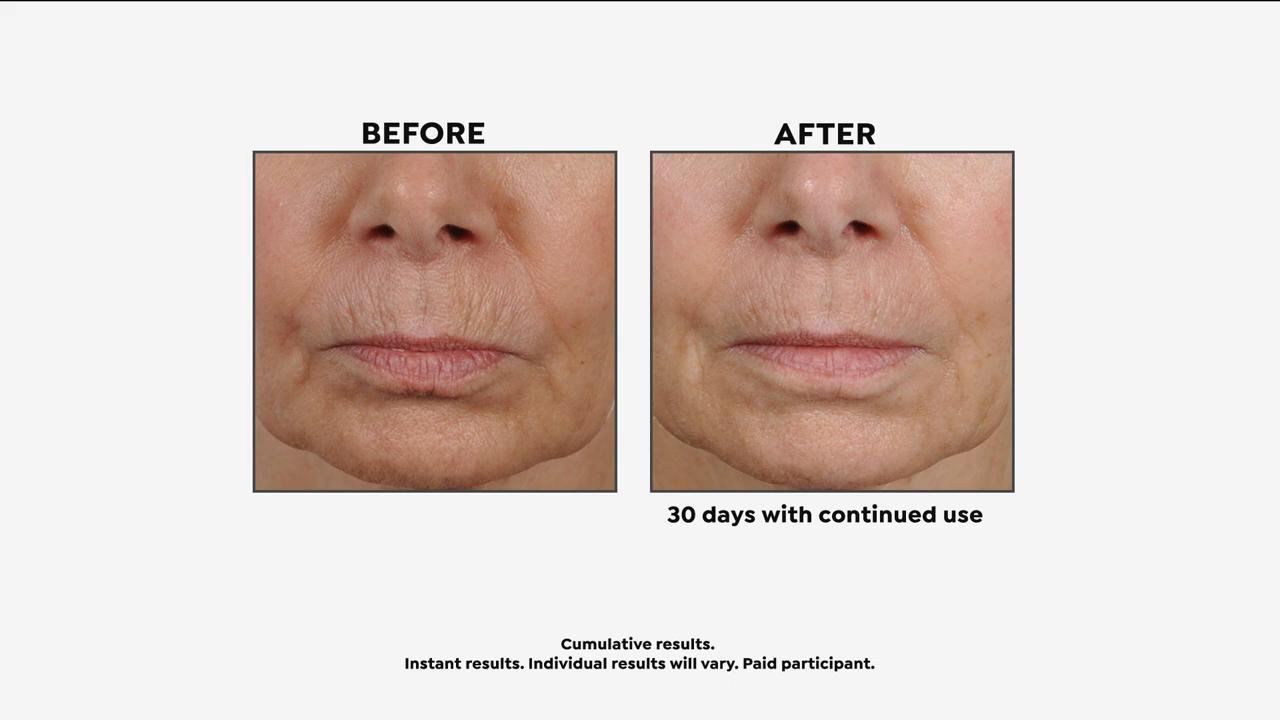 BEFORE
AFTER
30 days with continued use
Cumulative results.
Instant results. Individual results will vary. Paid participant.